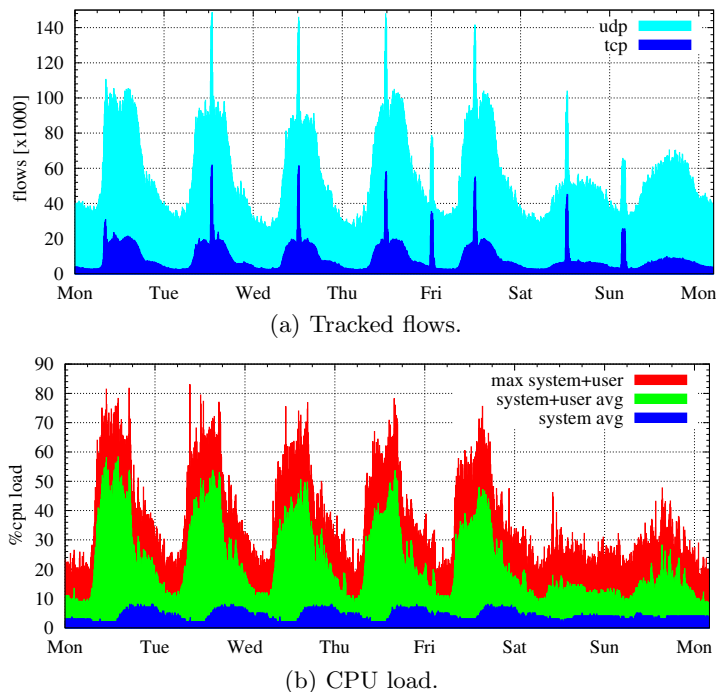 140
120
100
80
60
40
20
0
flows [x1000]
udp
tcp
Mon Tue Wed Thu Fri Sat Sun Mon
(a) Tracked flows.
90
80
70
60
50
40
30
20
10
0
%cpu load
max system+user
system+user avg
system avg
Mon Tue Wed Thu Fri Sat Sun Mon
(b) CPU load.